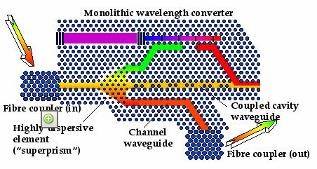 Monolithic wavelength converter
Fibre coupler (in)
Highly dispersive
element
("superprism")
Channel
waveguide
Coupled cavity
waveguide
Fibre coupler (out)